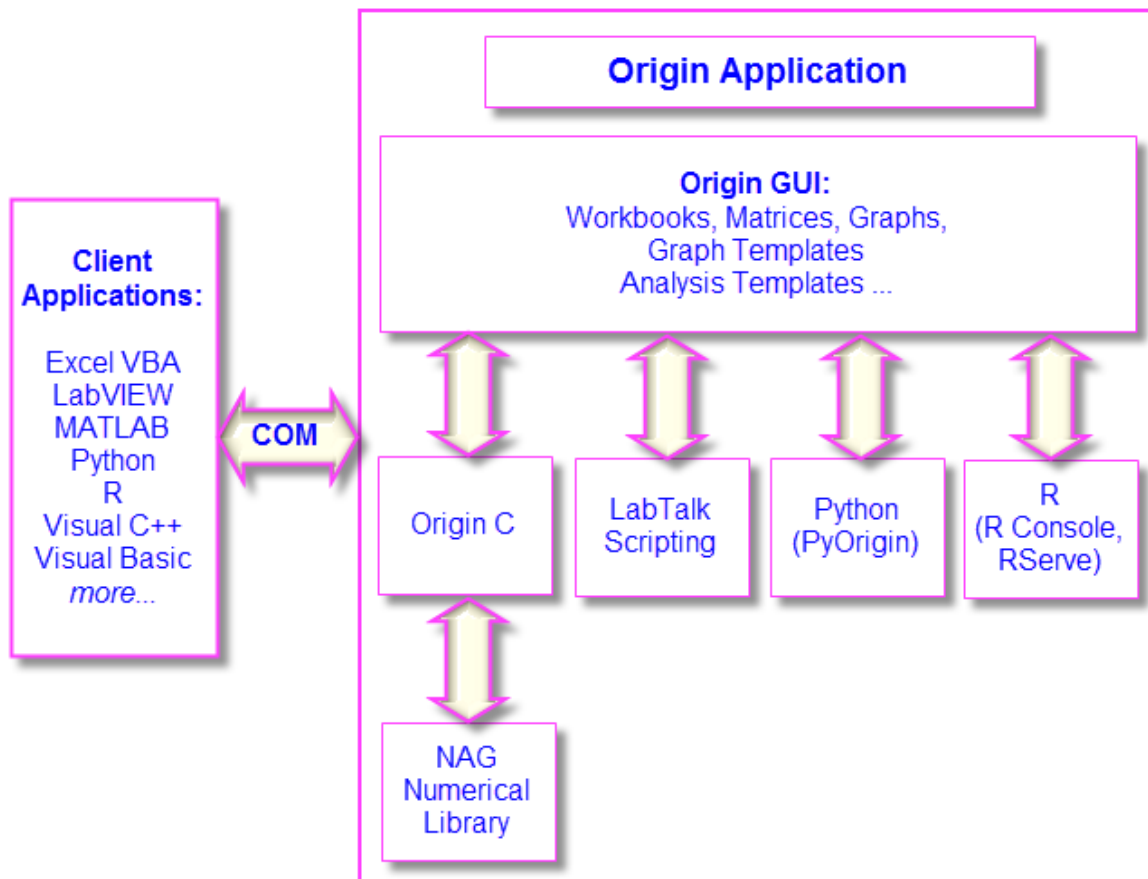 Origin Application
Origin GUI:
Workbooks, Matrices, Graphs,
Graph Templates
Analysis Templates ...
Client
Applications:
Excel VBA
LabVIEW
MATLAB
Python
R
Visual C++
Visual Basic
more...
COM
Origin C
LabTalk
Scripting
Python
(PyOrigin)
R
(R Console,
RServe)
NAG
Numerical
Library